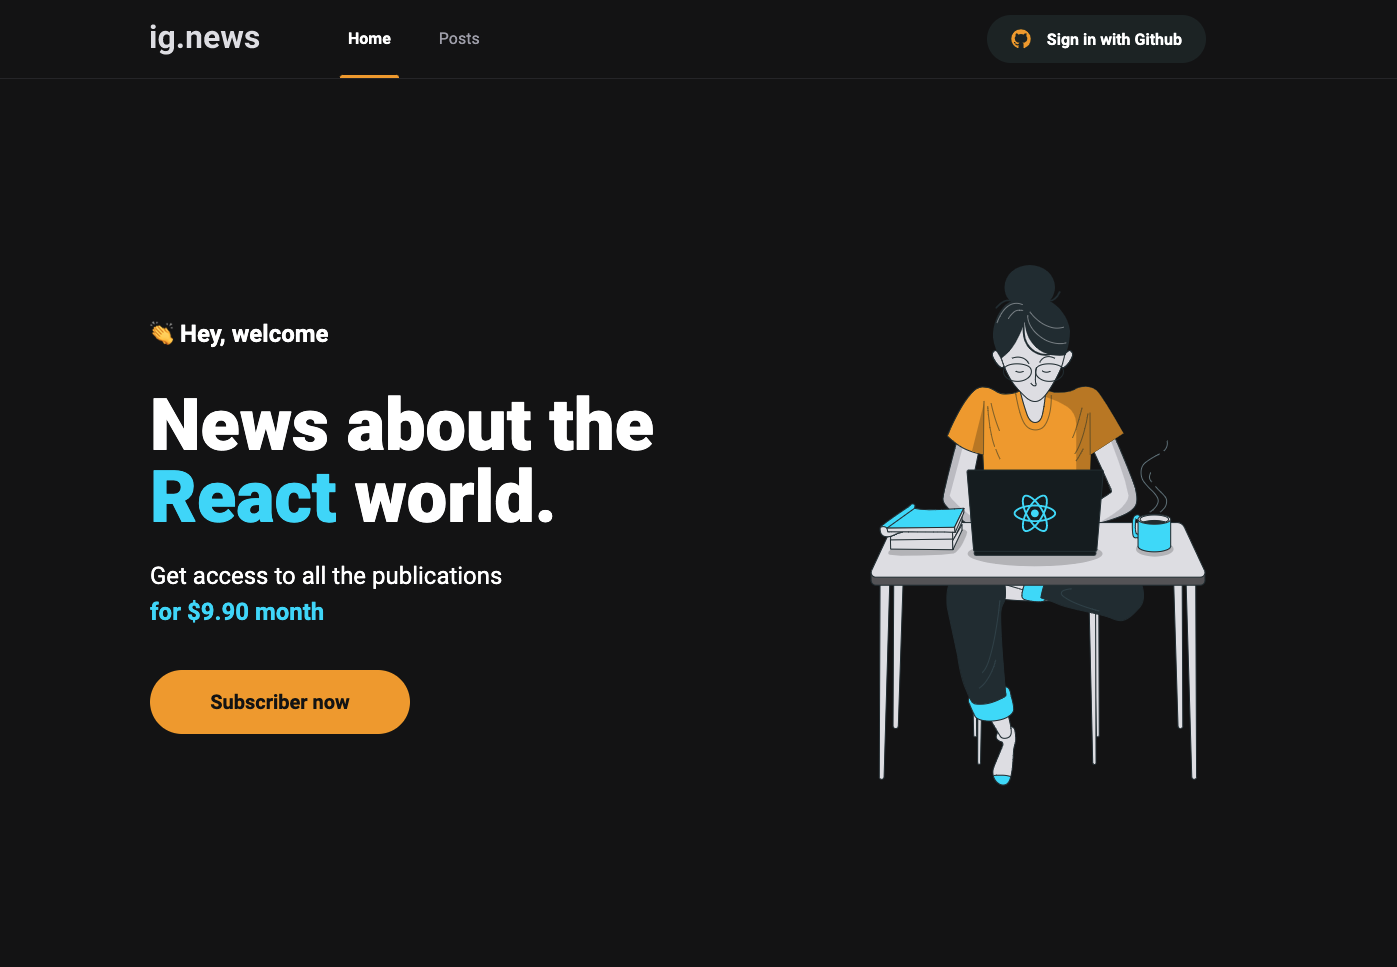 ig.news
Home
Posts
Sign in with Github
👏 Hey, welcome
News about the
React world.
Get access to all the publications
for $9.90 month
Subscriber now